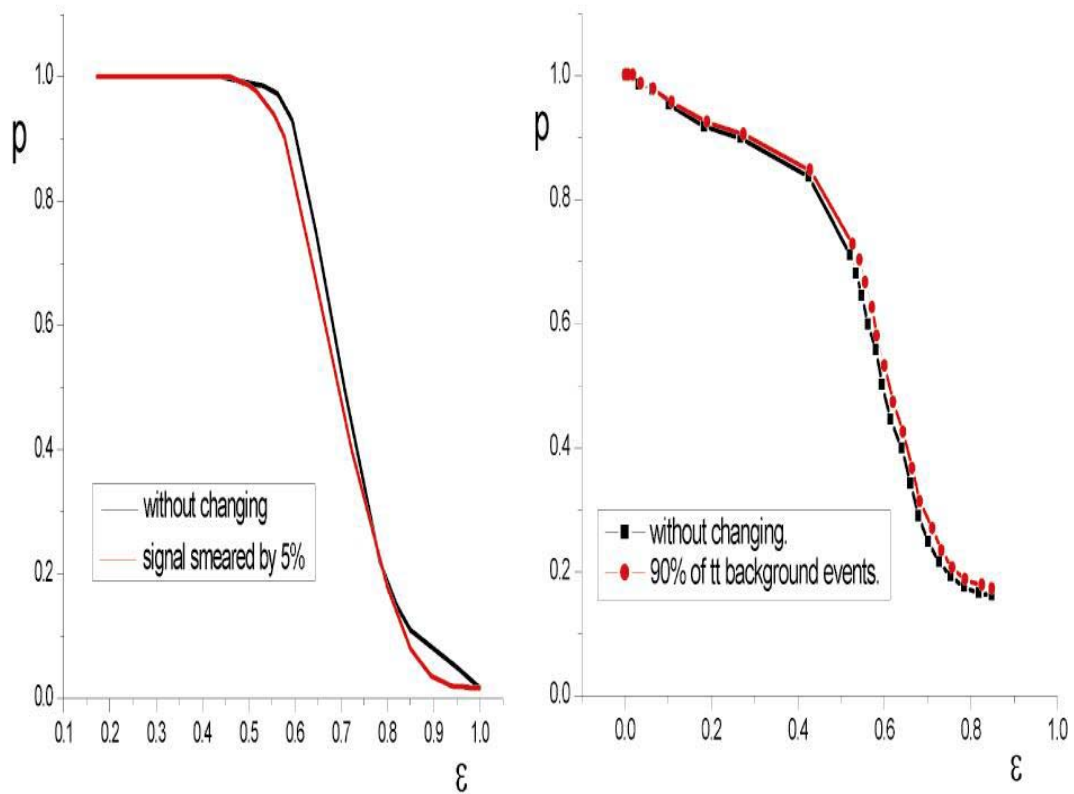 p
1.0
0.8
0.6
0.4
0.2
0.0
0.1 0.2 0.3 0.4 0.5 0.6 0.7 0.8 0.9 1.0
ε
without changing
signal smeared by 5%
p
1.0
0.8
0.6
0.4
0.2
0.0
0.0 0.2 0.4 0.6 0.8 1.0
ε
without changing.
90% of tt background events.